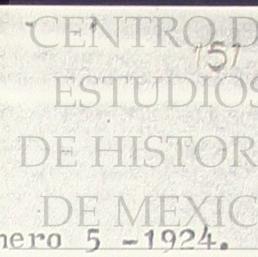 CENTRO D
151
ESTUDIOS
DE HISTOR
DE MEXIC
nero 5 -1924.